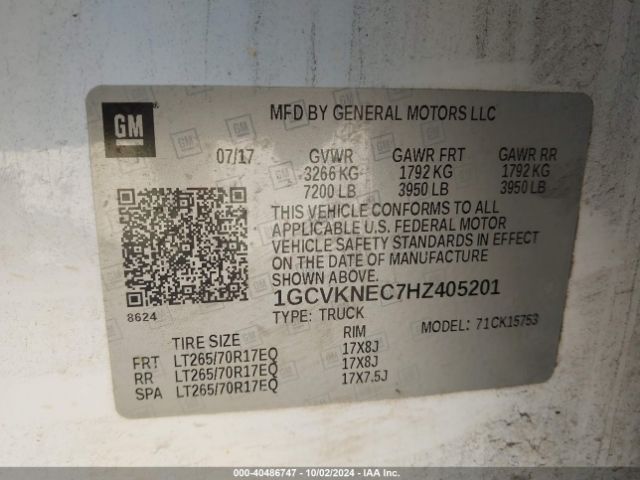 GM
MFD BY GENERAL MOTORS LLC
07/17 GVWR GAWR FRT GAWR RR
3266 KG 1792 KG 1792 KG
7200 LB 3950 LB 3950 LB
THIS VEHICLE CONFORMS TO ALL
APPLICABLE U.S. FEDERAL MOTOR
VEHICLE SAFETY STANDARDS IN EFFECT
ON THE DATE OF MANUFACTURE
SHOWN ABOVE.
1GCVKNEC7HZ405201
8624
TYPE: TRUCK MODEL: 71CK15753
TIRE SIZE RIM
FRT LT265/70R17EQ 17X8J
RR LT265/70R17EQ 17X8J
SPA LT265/70R17EQ 17X7.5J
000-40486747 - 10/02/2024 - IAA Inc.